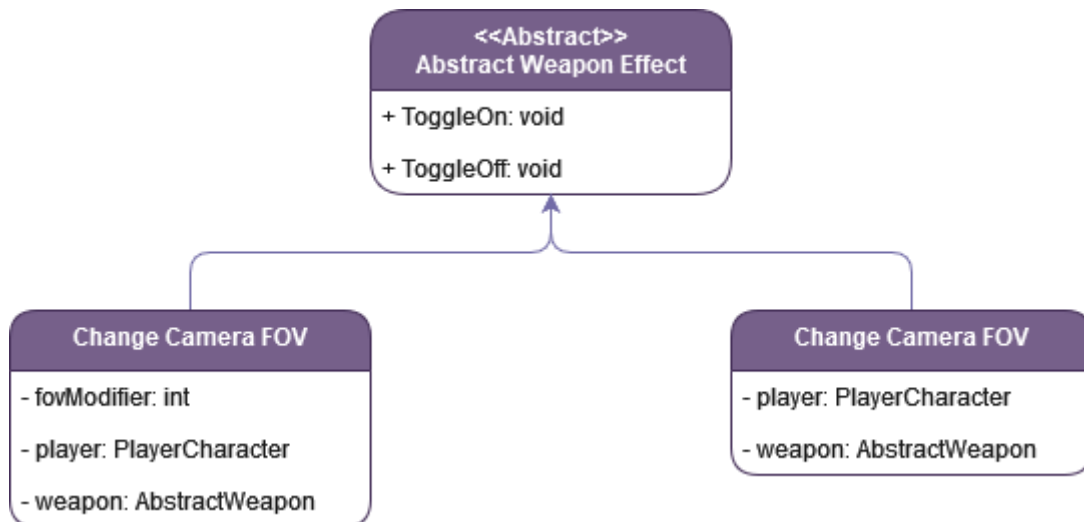 <<Abstract>>
Abstract Weapon Effect
+ ToggleOn: void
+ ToggleOff: void
Change Camera FOV
- fovModifier: int
- player: PlayerCharacter
- weapon: AbstractWeapon
Change Camera FOV
- player: PlayerCharacter
- weapon: AbstractWeapon